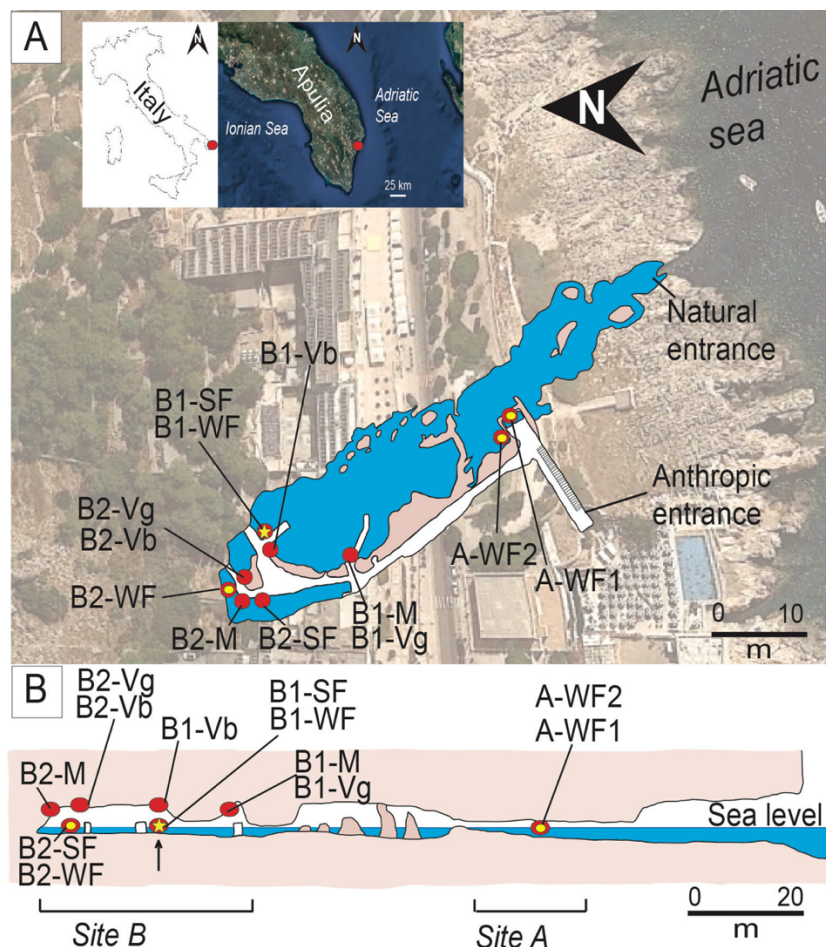 A
N
N
Italy
Apulia
Ionian Sea
Adriatic
Sea
25 km
N
Adriatic
sea
Natural
entrance
B1-Vb
B1-SF
B1-WF
B2-Vg
B2-Vb
B2-WF
B2-M
B2-SF
B1-M
B1-Vg
A-WF2
A-WF1
Anthropic
entrance
0 10
m
B
B2-Vg
B2-Vb
B2-M
B1-Vb
B1-SF
B1-WF
B1-M
B1-Vg
A-WF2
A-WF1
Sea level
B2-SF
B2-WF
0 20
m
Site B
Site A